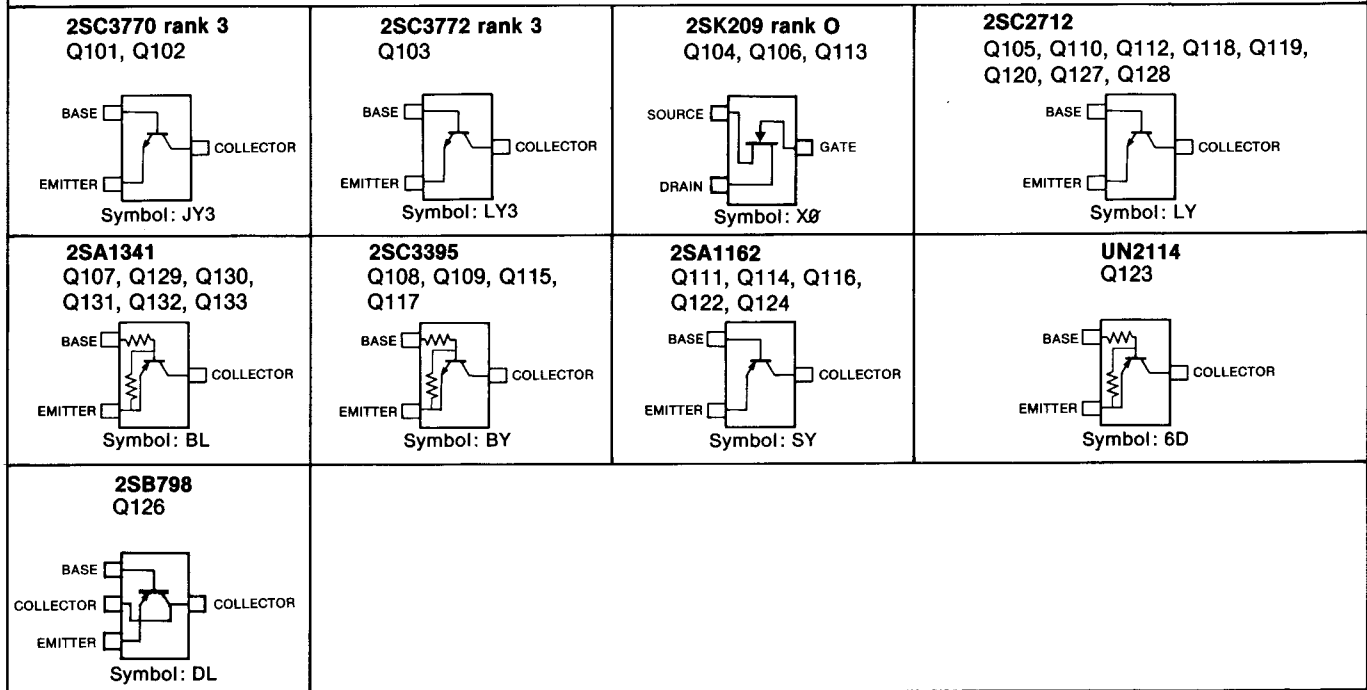 2SC3770 rank 3
Q101, Q102
BASE
COLLECTOR
EMITTER
Symbol: JY3
2SC3772 rank 3
Q103
BASE
COLLECTOR
EMITTER
Symbol: LY3
2SK209 rank O
Q104, Q106, Q113
SOURCE
GATE
DRAIN
Symbol: XØ
2SC2712
Q105, Q110, Q112, Q118, Q119,
Q120, Q127, Q128
BASE
COLLECTOR
EMITTER
Symbol: LY
2SA1341
Q107, Q129, Q130,
Q131, Q132, Q133
BASE
COLLECTOR
EMITTER
Symbol: BL
2SC3395
Q108, Q109, Q115,
Q117
BASE
COLLECTOR
EMITTER
Symbol: BY
2SA1162
Q111, Q114, Q116,
Q122, Q124
BASE
COLLECTOR
EMITTER
Symbol: SY
UN2114
Q123
BASE
COLLECTOR
EMITTER
Symbol: 6D
2SB798
Q126
BASE
COLLECTOR
COLLECTOR
EMITTER
Symbol: DL